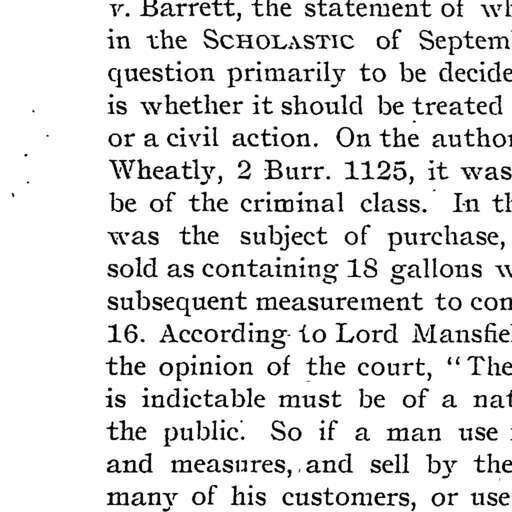 v. Barrett, the statement of
in the SCHOLASTIC of Septem
question primarily to be decide
is whether it should be treated
or a civil action. On the author
Wheatly, 2 Burr. 1125, it was
be of the criminal class. In th
was the subject of purchase,
sold as containing 18 gallons w
subsequent measurement to con
16. According to Lord Mansfie
the opinion of the court, "The
is indictable must be of a nat
the public. So if a man use
and measures, and sell by the
many of his customers, or use